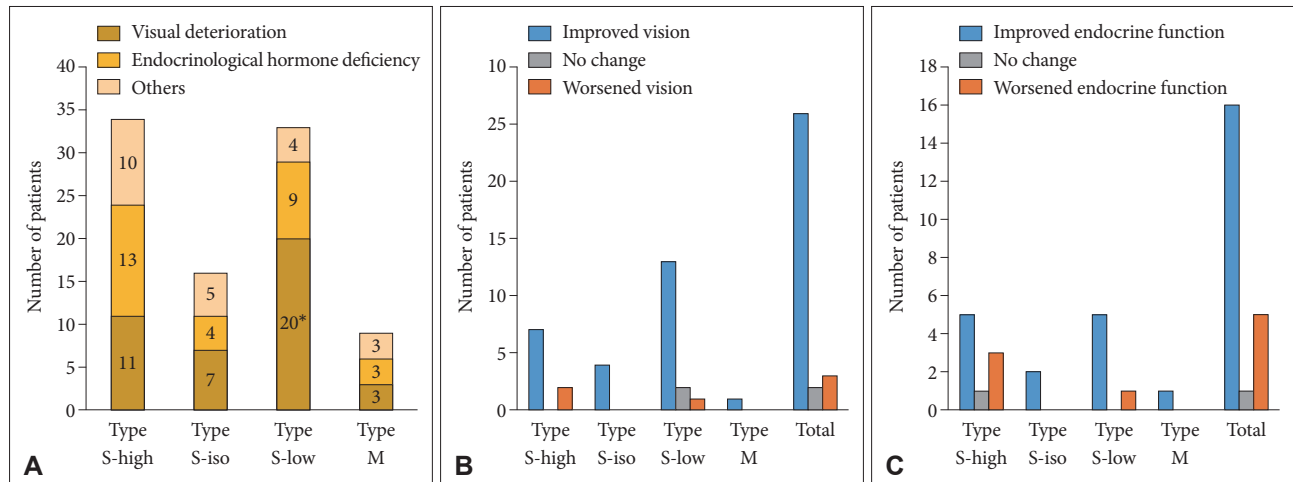 Visual deterioration
Endocrinological hormone deficiency
Others
Number of patients
40
35
30
25
20
15
10
5
0
10
13
11
5
4
7
4
9
20*
3
3
3
Type S-high
Type S-iso
Type S-low
Type M
A
Improved vision
No change
Worsened vision
Number of patients
10
25
20
15
10
5
0
Type S-high
Type S-iso
Type S-low
Type M
Total
B
Improved endocrine function
No change
Worsened endocrine function
Number of patients
18
16
14
12
10
8
6
4
2
0
Type S-high
Type S-iso
Type S-low
Type M
Total
C